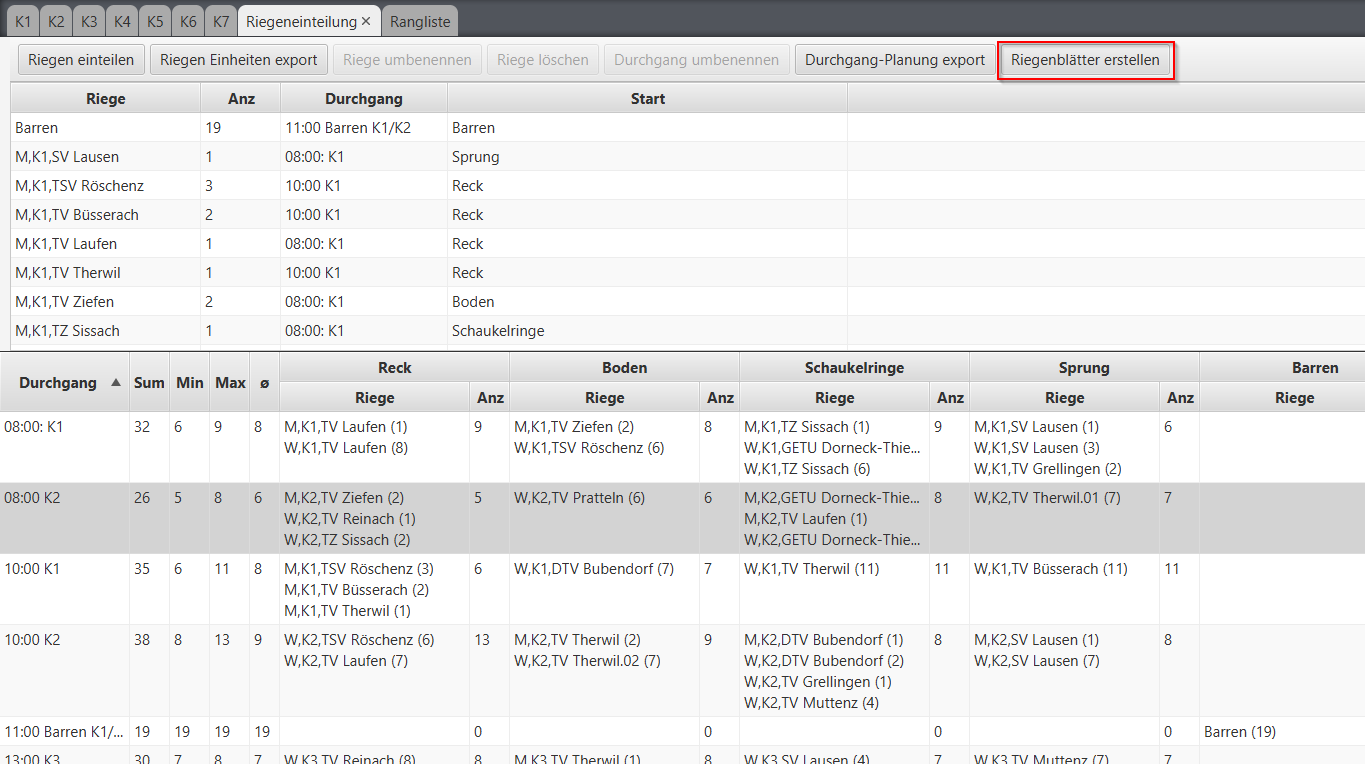 K1 K2 K3 K4 K5 K6 K7 Riegeneinteilung × Rangliste
Riegen einteilen Riegen Einheiten export Riege umbenennen Riege löschen Durchgang umbenennen Durchgang-Planung export Riegenblätter erstellen
Riege Anz Durchgang Start
Barren 19 11:00 Barren K1/K2 Barren
M,K1,SV Lausen 1 08:00: K1 Sprung
M,K1,TSV Röschenz 3 10:00 K1 Reck
M,K1,TV Büsserach 2 10:00 K1 Reck
M,K1,TV Laufen 1 08:00: K1 Reck
M,K1,TV Therwil 1 10:00 K1 Reck
M,K1,TV Ziefen 2 08:00: K1 Boden
M,K1,TZ Sissach 1 08:00: K1 Schaukelringe
Reck Boden Schaukelringe Sprung Barren
Durchgang ▲ Sum Min Max ø
Riege Anz Riege Anz Riege Anz Riege Anz Riege
08:00: K1 32 6 9 8 M,K1,TV Laufen (1) 9 M,K1,TV Ziefen (2) 8 M,K1,TZ Sissach (1) 9 M,K1,SV Lausen (1) 6
W,K1,TV Laufen (8) W,K1,TSV Röschenz (6) W,K1,GETU Dorneck-Thie... W,K1,SV Lausen (3)
W,K1,TZ Sissach (6) W,K1,TV Grellingen (2)
08:00 K2 26 5 8 6 M,K2,TV Ziefen (2) 5 W,K2,TV Pratteln (6) 6 M,K2,GETU Dorneck-Thie... 8 W,K2,TV Therwil.01 (7) 7
W,K2,TV Reinach (1) M,K2,TV Laufen (1)
W,K2,TZ Sissach (2) W,K2,GETU Dorneck-Thie...
10:00 K1 35 6 11 8 M,K1,TSV Röschenz (3) 6 W,K1,DTV Bubendorf (7) 7 W,K1,TV Therwil (11) 11 W,K1,TV Büsserach (11) 11
M,K1,TV Büsserach (2)
M,K1,TV Therwil (1)
10:00 K2 38 8 13 9 W,K2,TSV Röschenz (6) 13 M,K2,TV Therwil (2) 9 M,K2,DTV Bubendorf (1) 8 M,K2,SV Lausen (1) 8
W,K2,TV Laufen (7) W,K2,TV Therwil.02 (7) W,K2,DTV Bubendorf (2) W,K2,SV Lausen (7)
W,K2,TV Grellingen (1)
W,K2,TV Muttenz (4)
11:00 Barren K1/... 19 19 19 19 0 0 0 0 Barren (19)
13:00 K3 30 7 8 7 W,K3,TV Reinach (8) 8 M,K3,TV Therwil (1) 8 W,K3,SV Lausen (4) 7 W,K3,TV Muttenz (7) 7